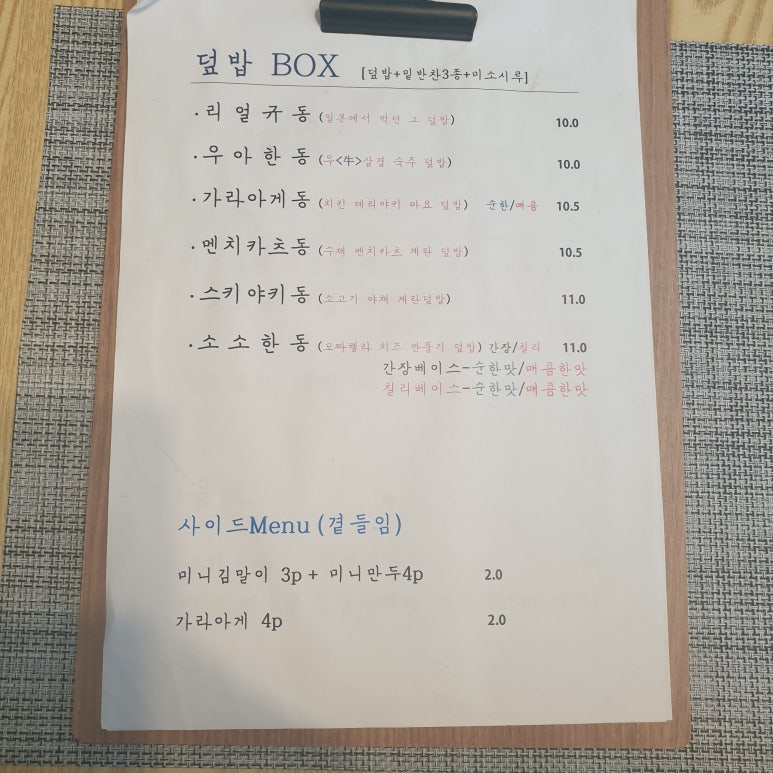 덮밥 BOX [덮밥+밑반찬3종+미소시루]
·리얼규동 (일본에서 먹던 그 덮밥) 10.0
·우아한동 (우<牛>삼겹 숙주 덮밥) 10.0
·가라아게동 (치킨 데리야키 마요 덮밥) 순한/매콤 10.5
·멘치카츠동 (수제 멘치카츠 계란 덮밥) 10.5
·스키야키동 (소고기 야채 계란덮밥) 11.0
·소소한동 (모짜렐라 치즈 깐풍기 덮밥) 간장/칠리 11.0
간장베이스-순한맛/매콤한맛
칠리베이스-순한맛/매콤한맛
사이드Menu (곁들임)
미니김말이 3p + 미니만두4p 2.0
가라아게 4p 2.0